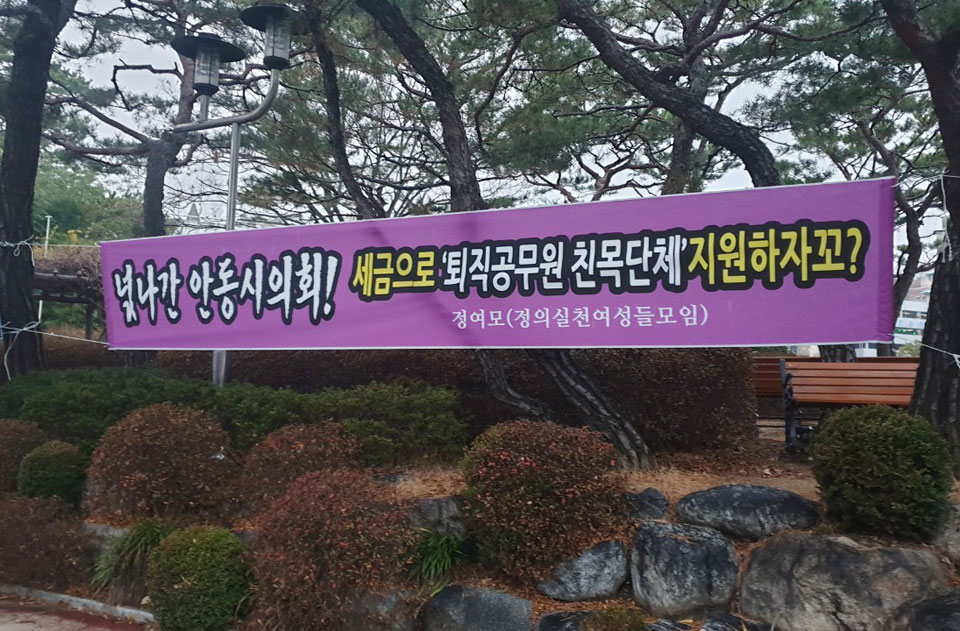 넋나간 안동시의회! 세금으로 '퇴직공무원 친목단체' 지원하자꼬?
정여모(정의실천여성들모임)